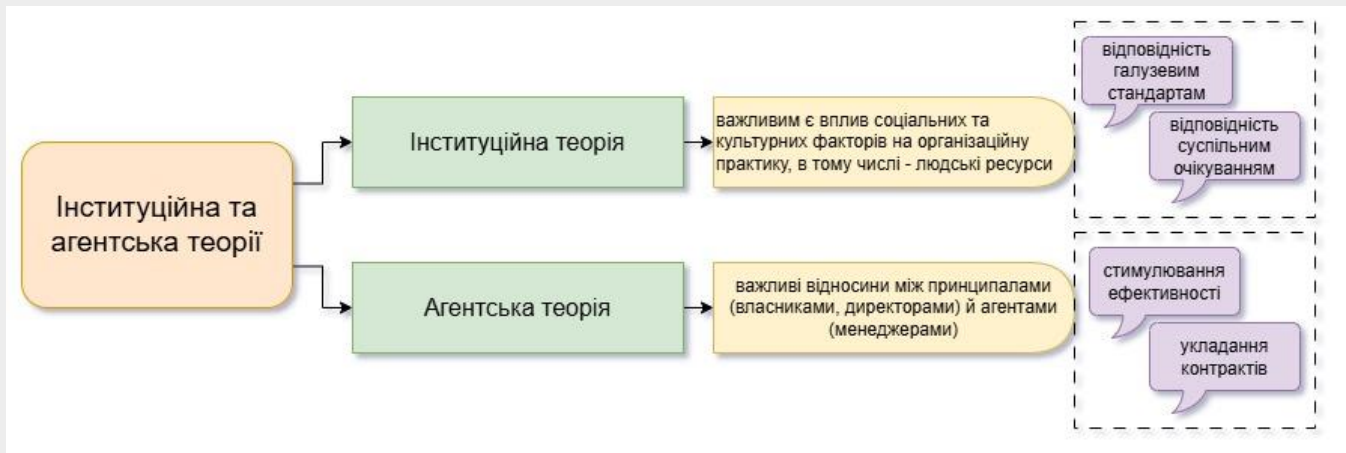 Інституційна та
агентська теорії
Інституційна теорія
важливим є вплив соціальних та
культурних факторів на організаційну
практику, в тому числі - людські ресурси
відповідність
галузевим
стандартам
відповідність
суспільним
очікуванням
Агентська теорія
важливі відносини між принципалами
(власниками, директорами) й агентами
(менеджерами)
стимулювання
ефективності
укладання
контрактів